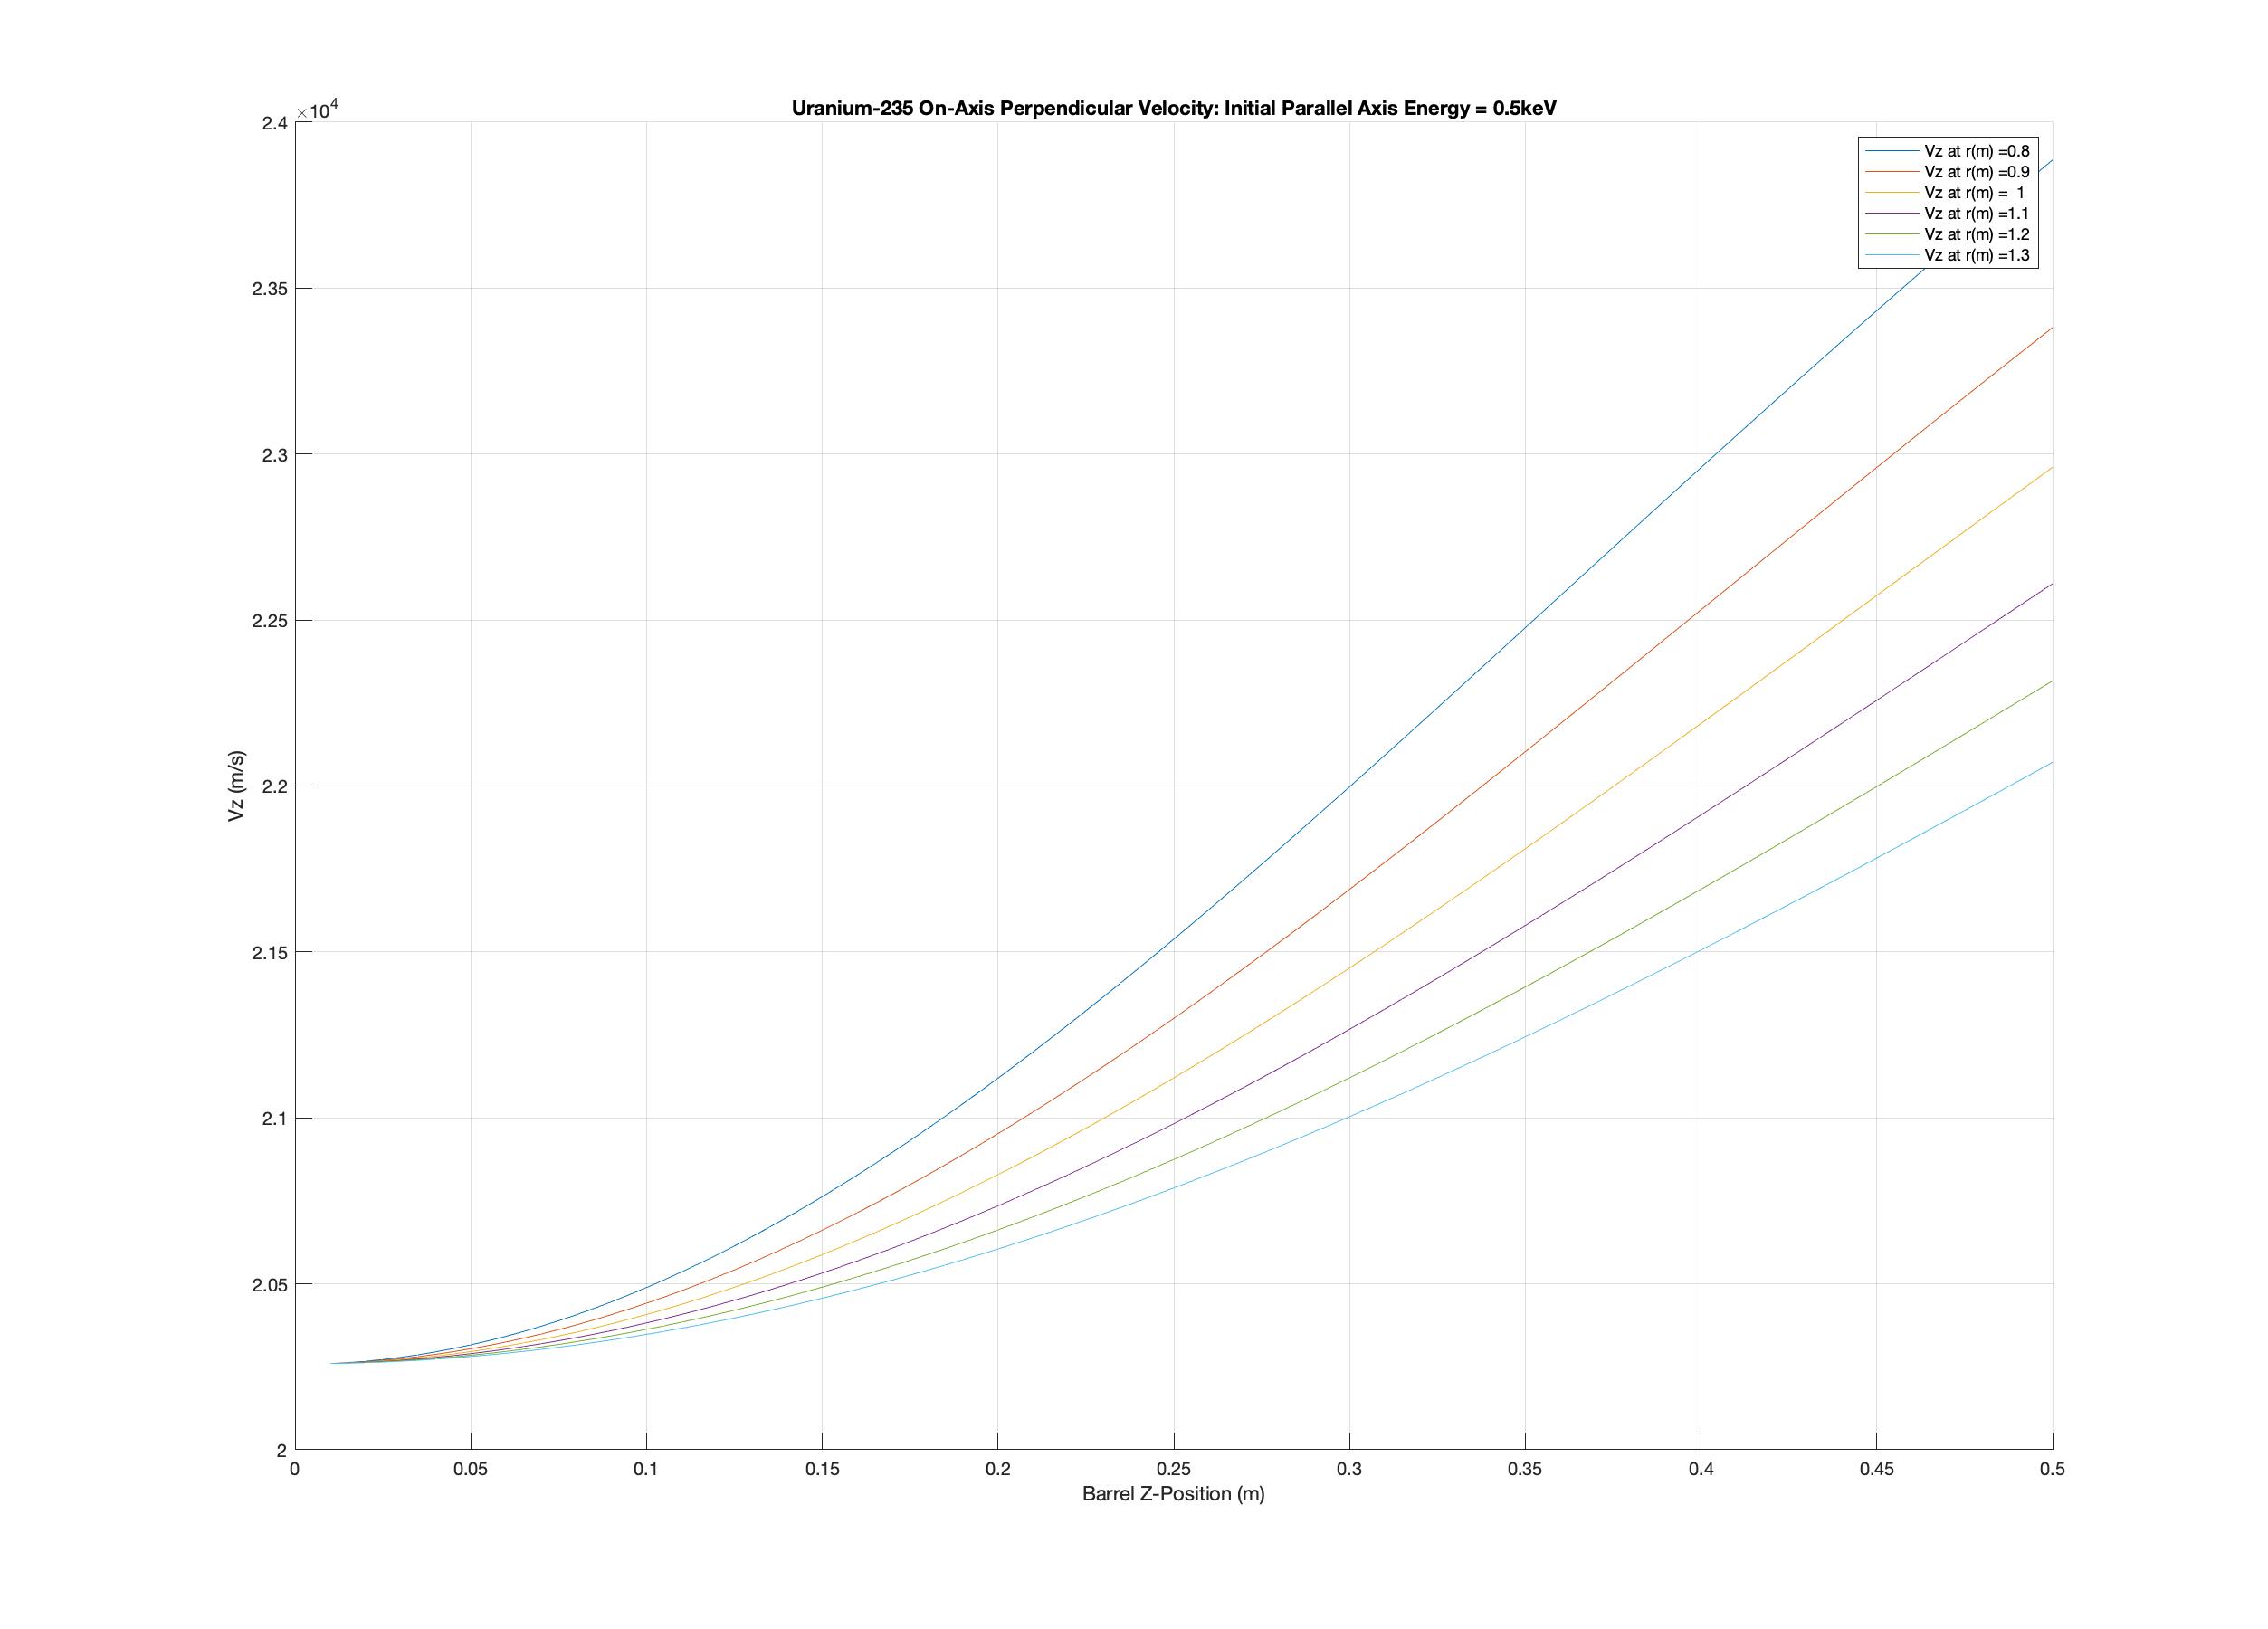 Uranium-235 On-Axis Perpendicular Velocity: Initial Parallel Axis Energy = 0.5keV
×10^4
2.4
2.35
2.3
2.25
2.2
2.15
2.1
2.05
2
Vz (m/s)
Vz at r(m) =0.8
Vz at r(m) =0.9
Vz at r(m) =  1
Vz at r(m) =1.1
Vz at r(m) =1.2
Vz at r(m) =1.3
0 0.05 0.1 0.15 0.2 0.25 0.3 0.35 0.4 0.45 0.5
Barrel Z-Position (m)